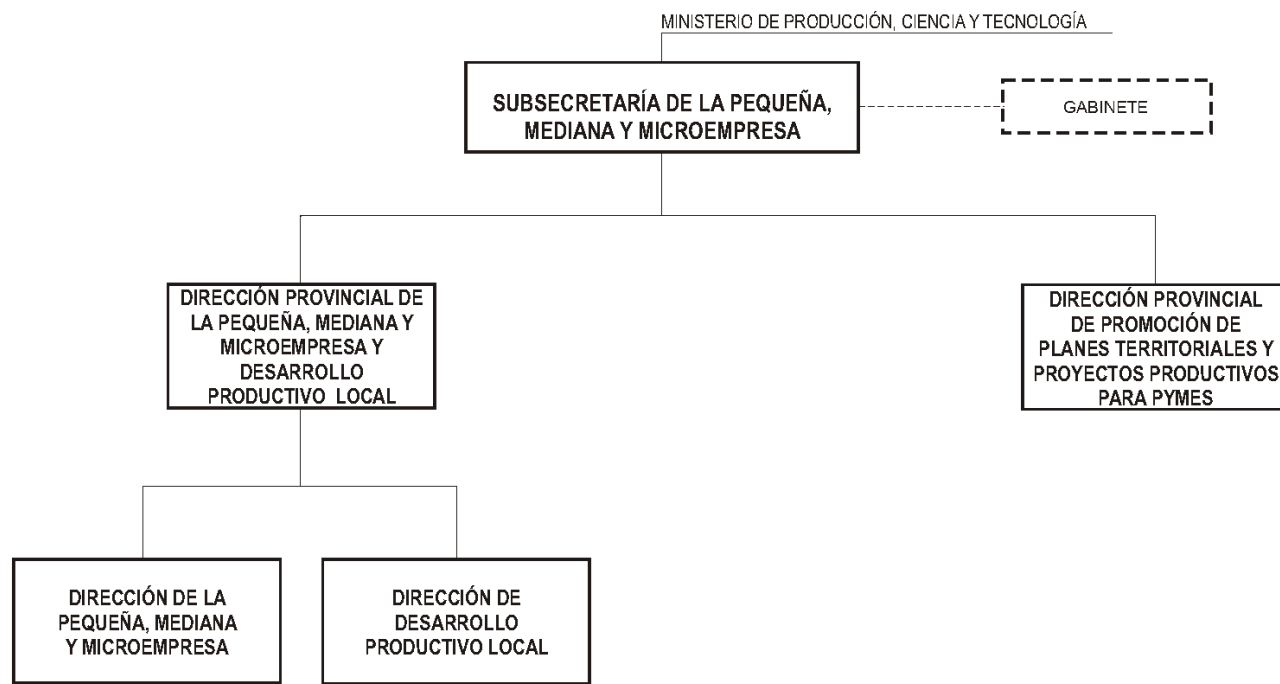 MINISTERIO DE PRODUCCIÓN, CIENCIA Y TECNOLOGÍA
SUBSECRETARÍA DE LA PEQUEÑA,
MEDIANA Y MICROEMPRESA
GABINETE
DIRECCIÓN PROVINCIAL DE
LA PEQUEÑA, MEDIANA Y
MICROEMPRESA Y
DESARROLLO
PRODUCTIVO LOCAL
DIRECCIÓN PROVINCIAL
DE PROMOCIÓN DE
PLANES TERRITORIALES Y
PROYECTOS PRODUCTIVOS
PARA PYMES
DIRECCIÓN DE LA
PEQUEÑA, MEDIANA
Y MICROEMPRESA
DIRECCIÓN DE
DESARROLLO
PRODUCTIVO LOCAL